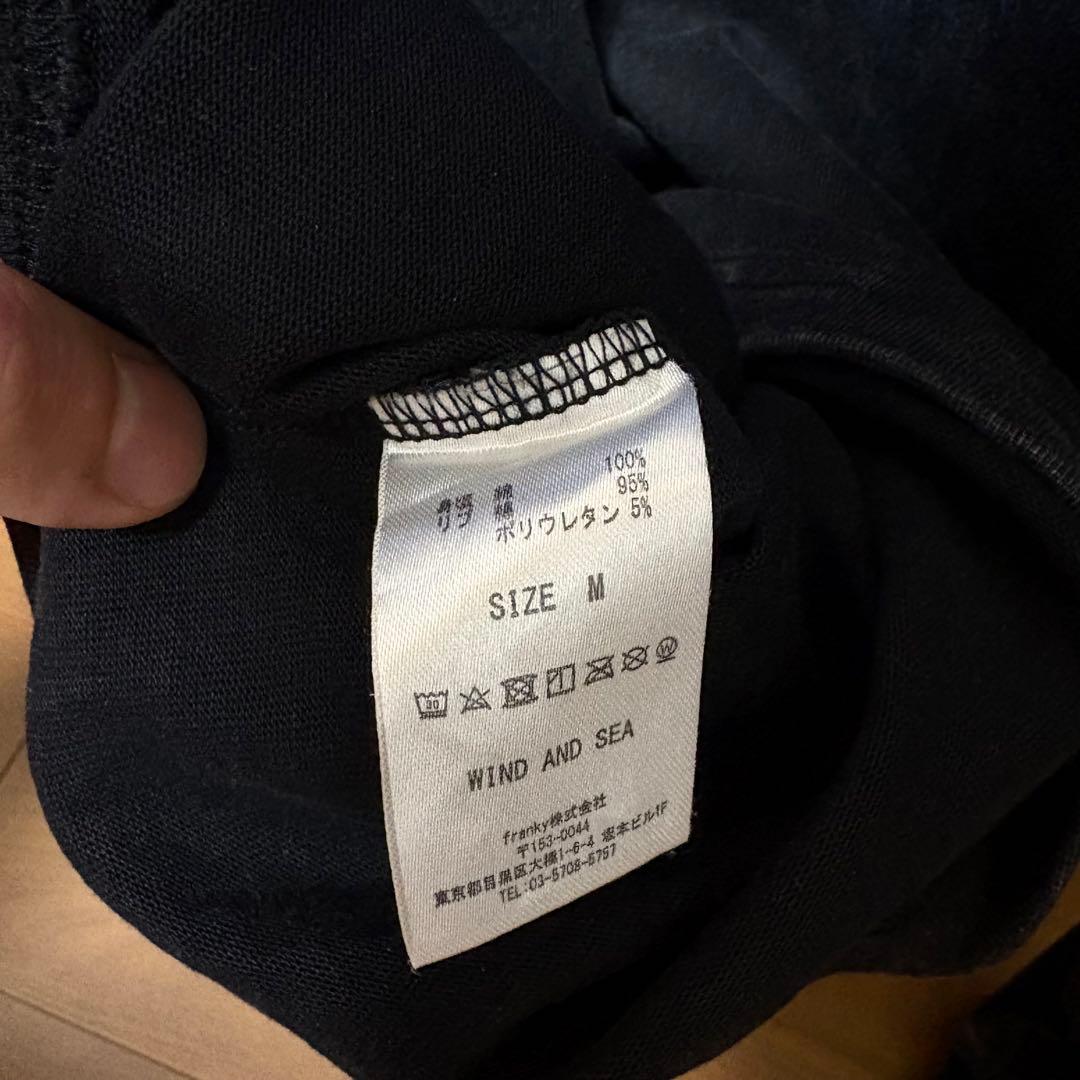 身頃 綿 100%
リブ 綿 95%
ポリウレタン 5%
SIZE M
30
W
WIND AND SEA
franky株式会社
〒153-0044
東京都目黒区大橋1-6-4 坂本ビル1F
TEL:03-5708-5757